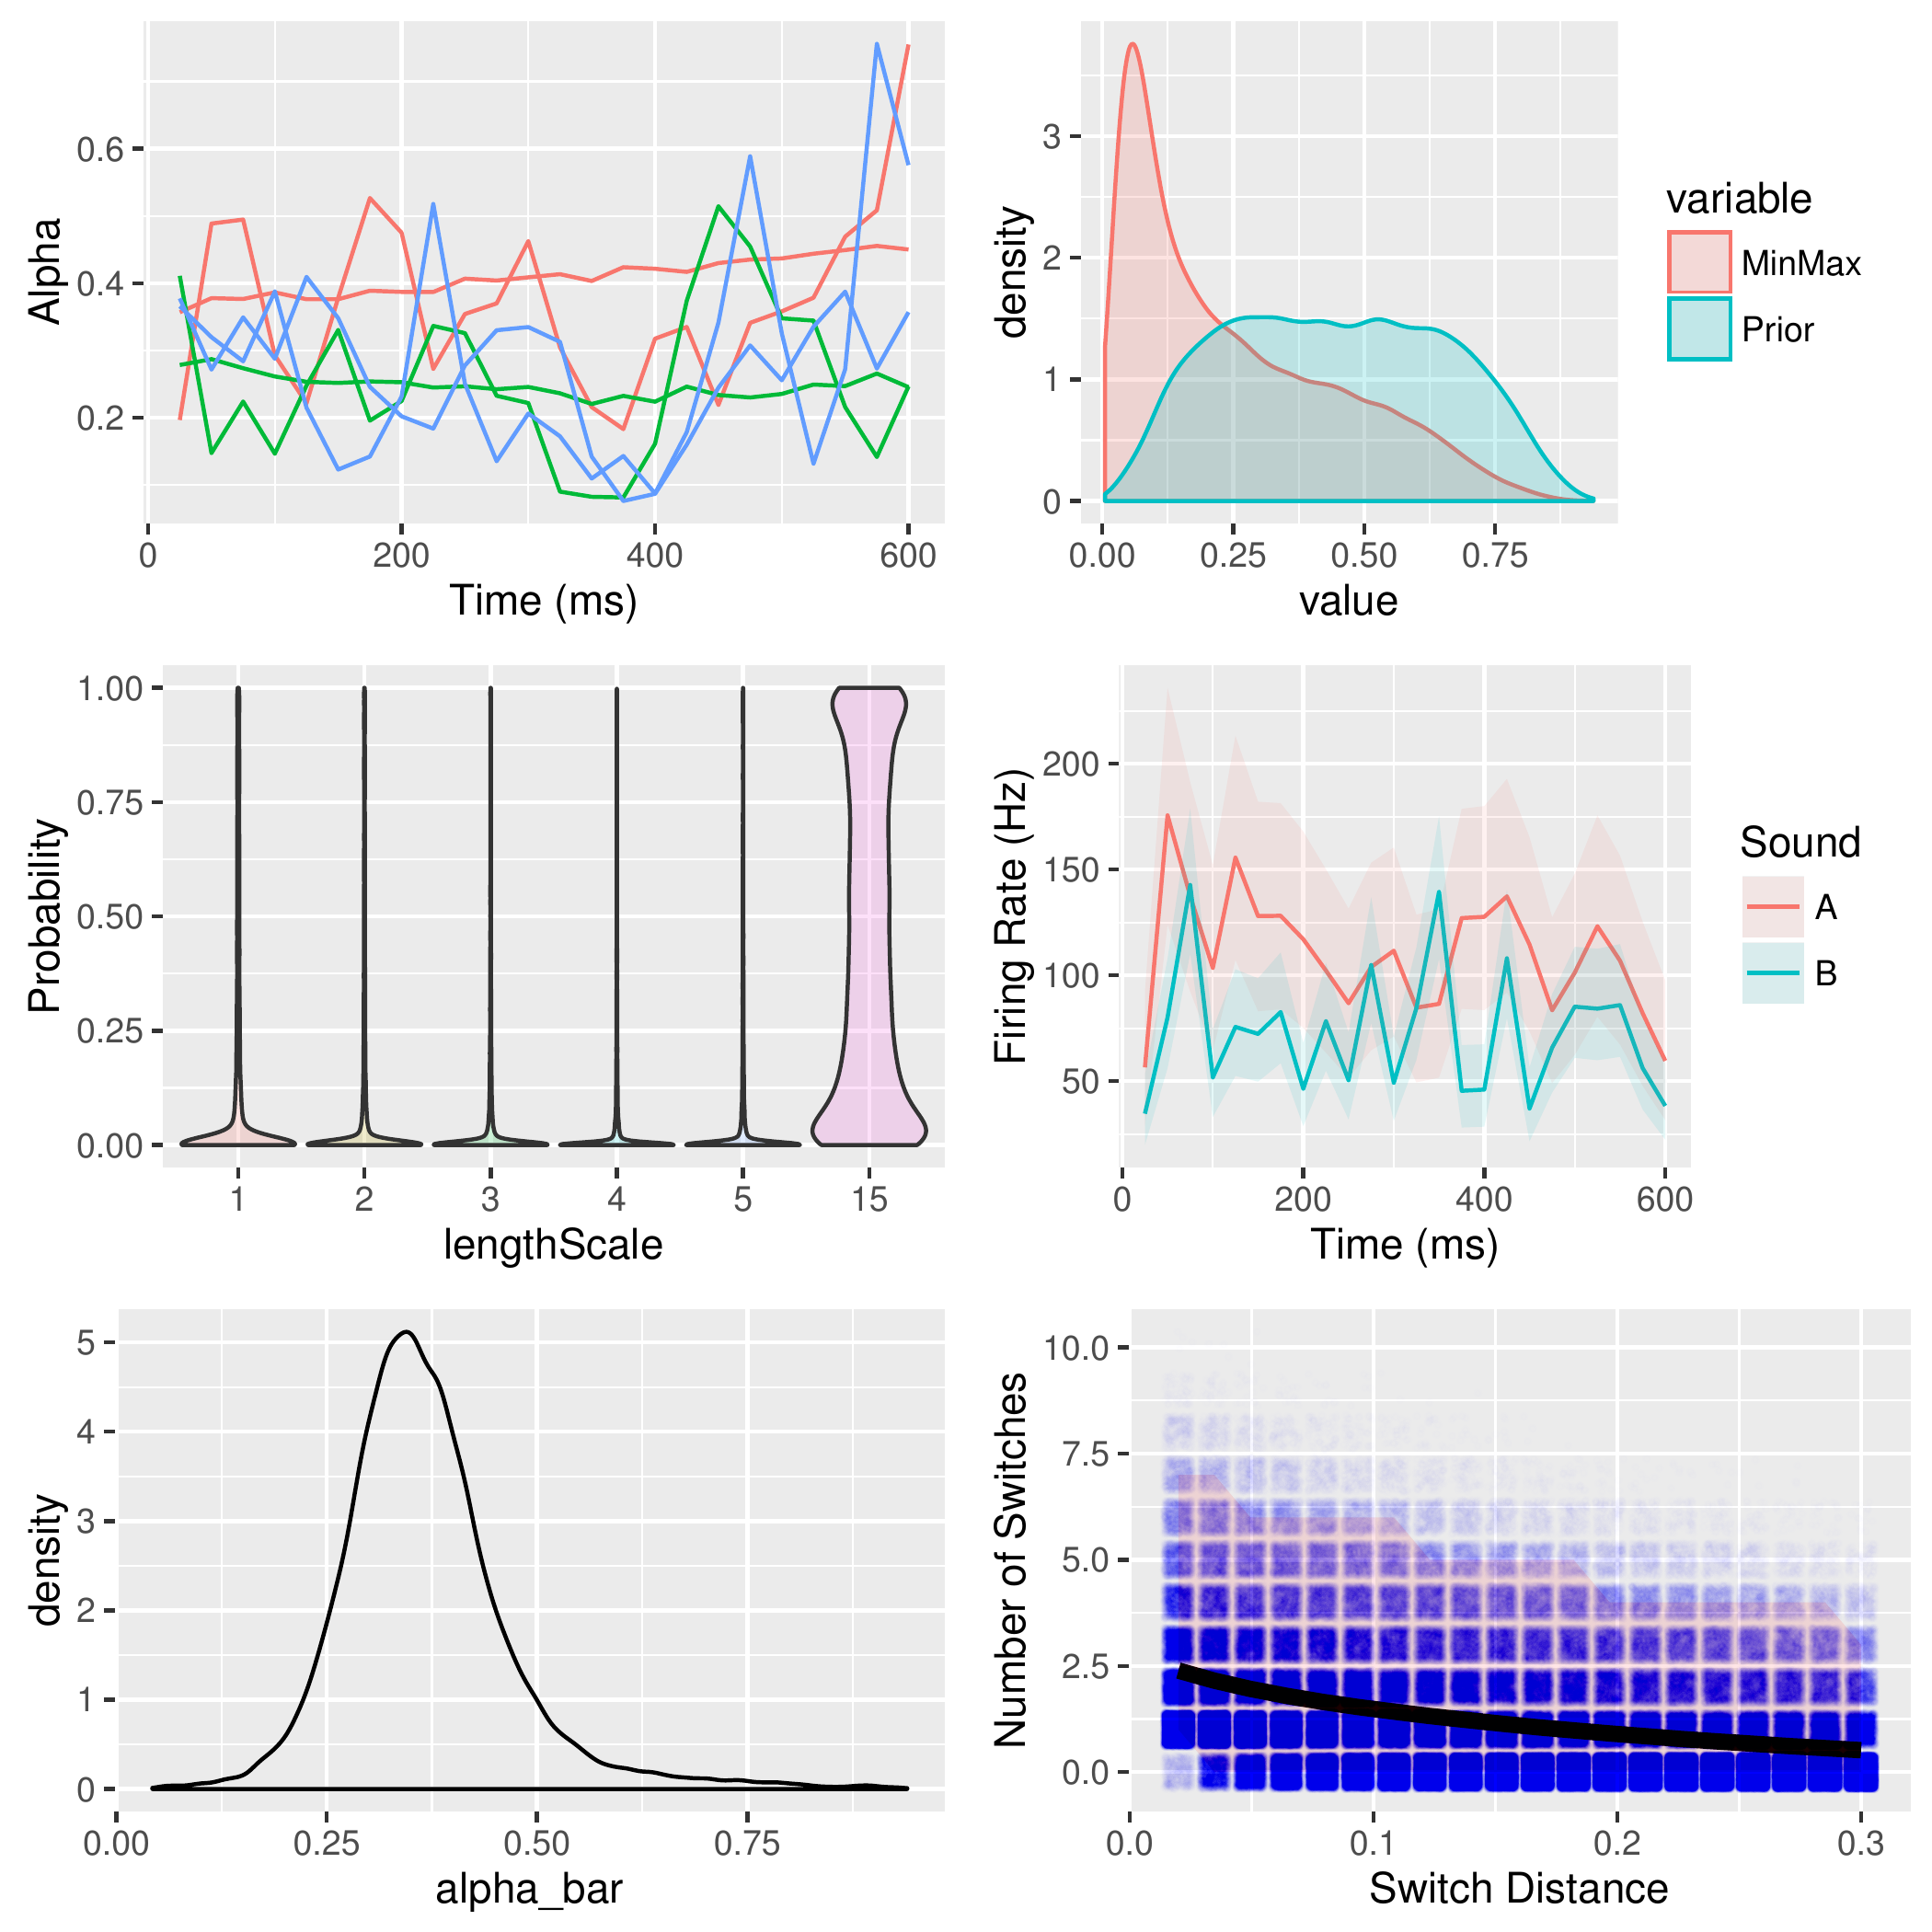 Alpha
0.6
0.4
0.2
0
200
400
600
Time (ms)
density
3
2
1
0
0.00
0.25
0.50
0.75
value
variable
MinMax
Prior
Probability
1.00
0.75
0.50
0.25
0.00
1
2
3
4
5
15
lengthScale
Firing Rate (Hz)
200
150
100
50
0
200
400
600
Time (ms)
Sound
A
B
density
5
4
3
2
1
0
0.00
0.25
0.50
0.75
alpha_bar
Number of Switches
10.0
7.5
5.0
2.5
0.0
0.0
0.1
0.2
0.3
Switch Distance